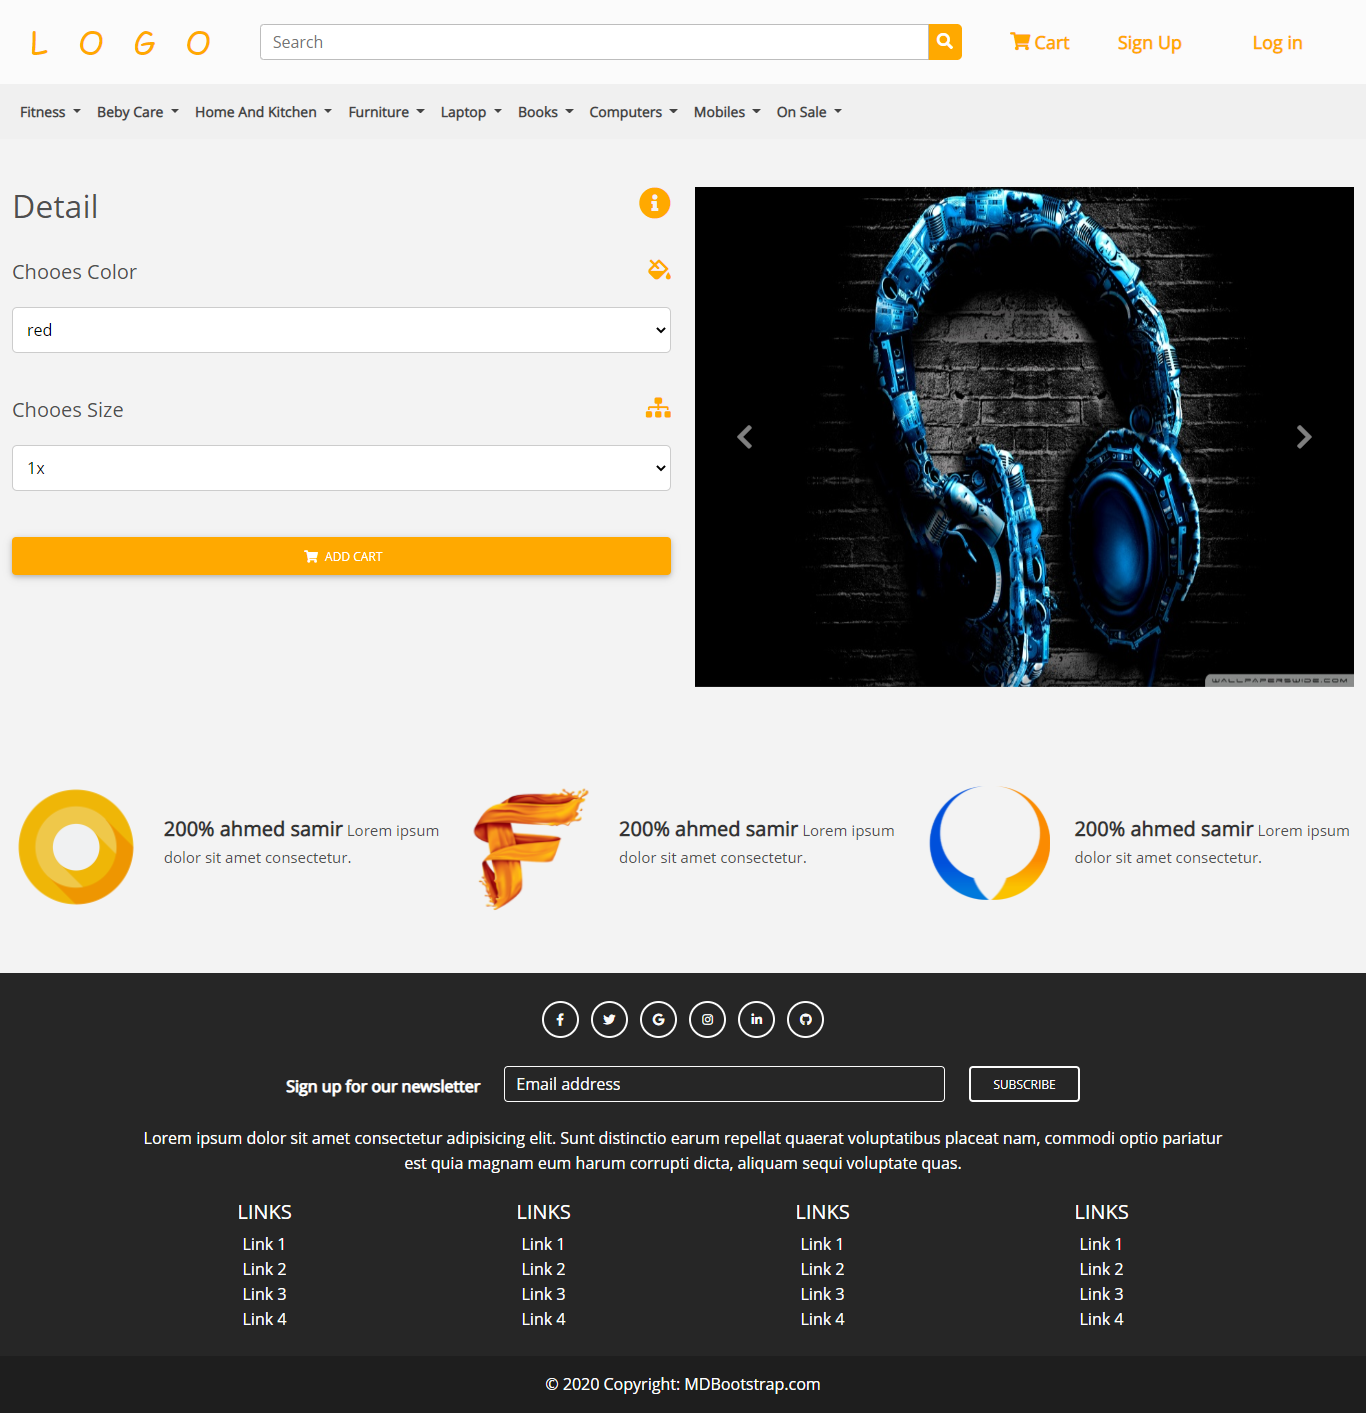 L O G O
Search
Cart
Sign Up
Log in
Fitness
Beby Care
Home And Kitchen
Furniture
Laptop
Books
Computers
Mobiles
On Sale
Detail
Chooes Color
red
Chooes Size
1x
ADD CART
WALLPAPERSWIDE.COM
200% ahmed samir Lorem ipsum
dolor sit amet consectetur.
200% ahmed samir Lorem ipsum
dolor sit amet consectetur.
200% ahmed samir Lorem ipsum
dolor sit amet consectetur.
Sign up for our newsletter
Email address
SUBSCRIBE
Lorem ipsum dolor sit amet consectetur adipisicing elit. Sunt distinctio earum repellat quaerat voluptatibus placeat nam, commodi optio pariatur
est quia magnam eum harum corrupti dicta, aliquam sequi voluptate quas.
LINKS
Link 1
Link 2
Link 3
Link 4
LINKS
Link 1
Link 2
Link 3
Link 4
LINKS
Link 1
Link 2
Link 3
Link 4
LINKS
Link 1
Link 2
Link 3
Link 4
© 2020 Copyright: MDBootstrap.com